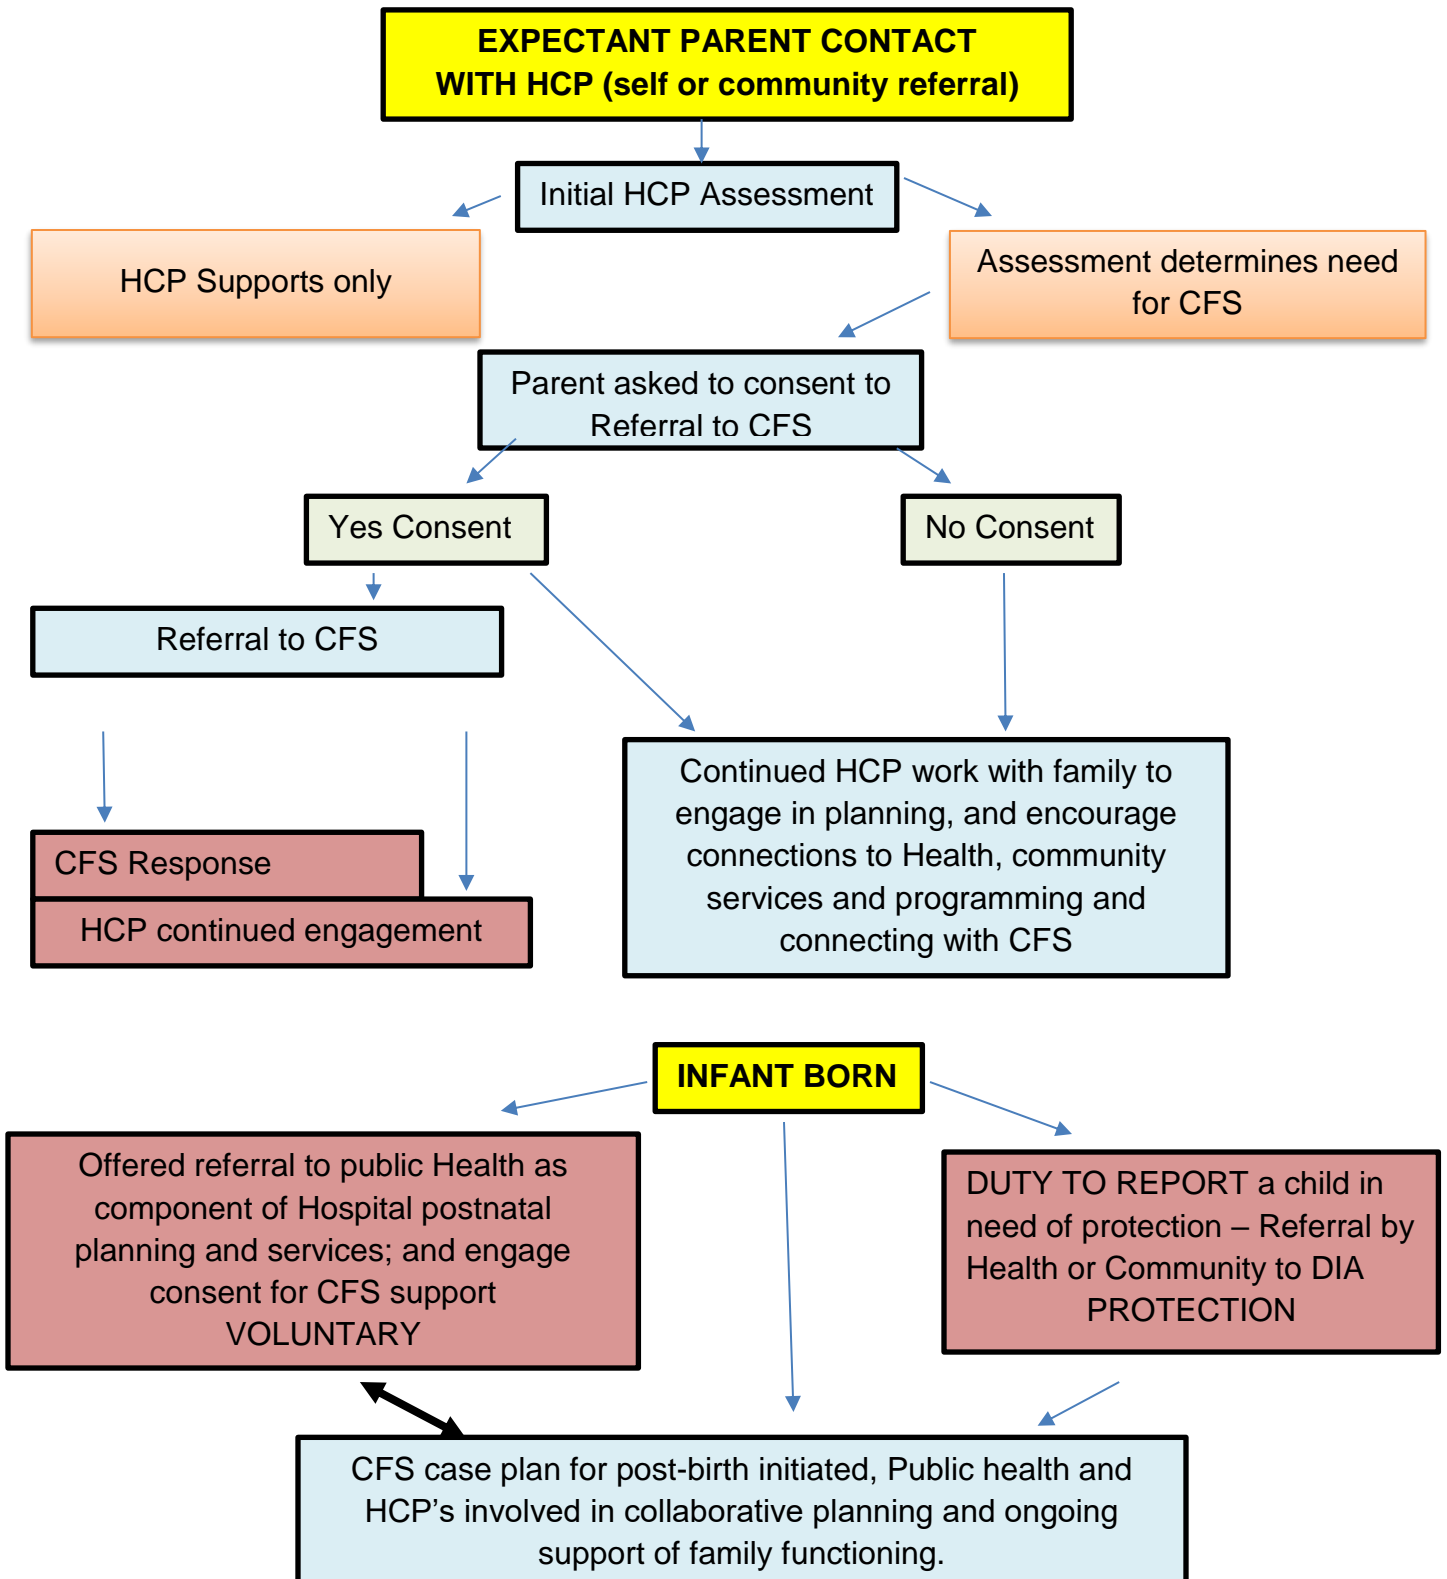 EXPECTANT PARENT CONTACT
WITH HCP (self or community referral)
Initial HCP Assessment
HCP Supports only
Assessment determines need
for CFS
Parent asked to consent to
Referral to CFS
Yes Consent
No Consent
Referral to CFS
Continued HCP work with family to
engage in planning, and encourage
connections to Health, community
services and programming and
connecting with CFS
CFS Response
HCP continued engagement
INFANT BORN
Offered referral to public Health as
component of Hospital postnatal
planning and services; and engage
consent for CFS support
VOLUNTARY
DUTY TO REPORT a child in
need of protection – Referral by
Health or Community to DIA
PROTECTION
CFS case plan for post-birth initiated, Public health and
HCP's involved in collaborative planning and ongoing
support of family functioning.